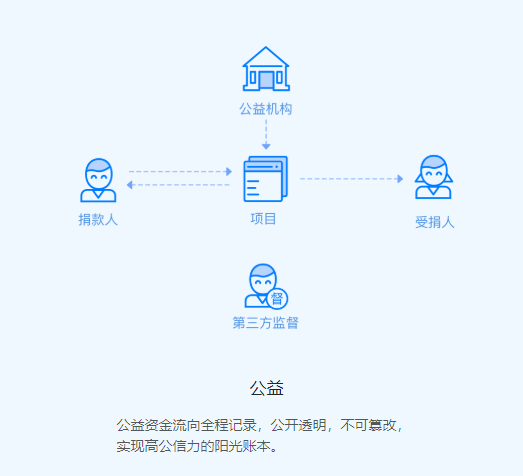 公益机构
捐款人
项目
受捐人
督
第三方监督
公益
公益资金流向全程记录，公开透明，不可篡改，
实现高公信力的阳光账本。